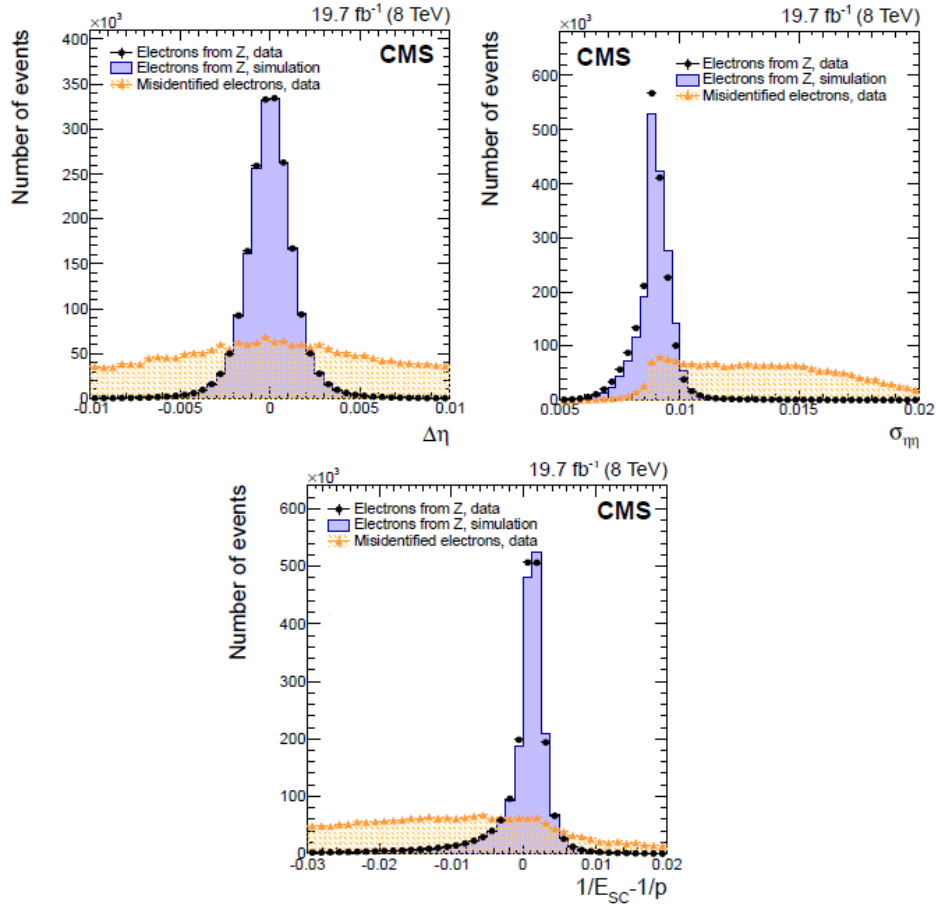 19.7 fb⁻¹ (8 TeV)
×10³
CMS
Electrons from Z, data
Electrons from Z, simulation
Misidentified electrons, data
Number of events
400
350
300
250
200
150
100
50
0
-0.01 -0.005 0 0.005 0.01
Δη
19.7 fb⁻¹ (8 TeV)
×10³
CMS
Electrons from Z, data
Electrons from Z, simulation
Misidentified electrons, data
Number of events
600
500
400
300
200
100
0
0.005 0.01 0.015 0.02
σηη
19.7 fb⁻¹ (8 TeV)
×10³
CMS
Electrons from Z, data
Electrons from Z, simulation
Misidentified electrons, data
Number of events
600
500
400
300
200
100
0
-0.03 -0.02 -0.01 0 0.01 0.02
1/E_SC-1/p